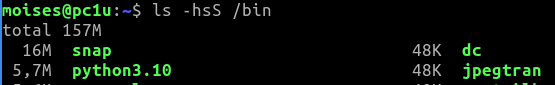 moises@pc1u:~$ ls -hsS /bin
total 157M
16M snap 48K dc
5,7M python3.10 48K jpegtran